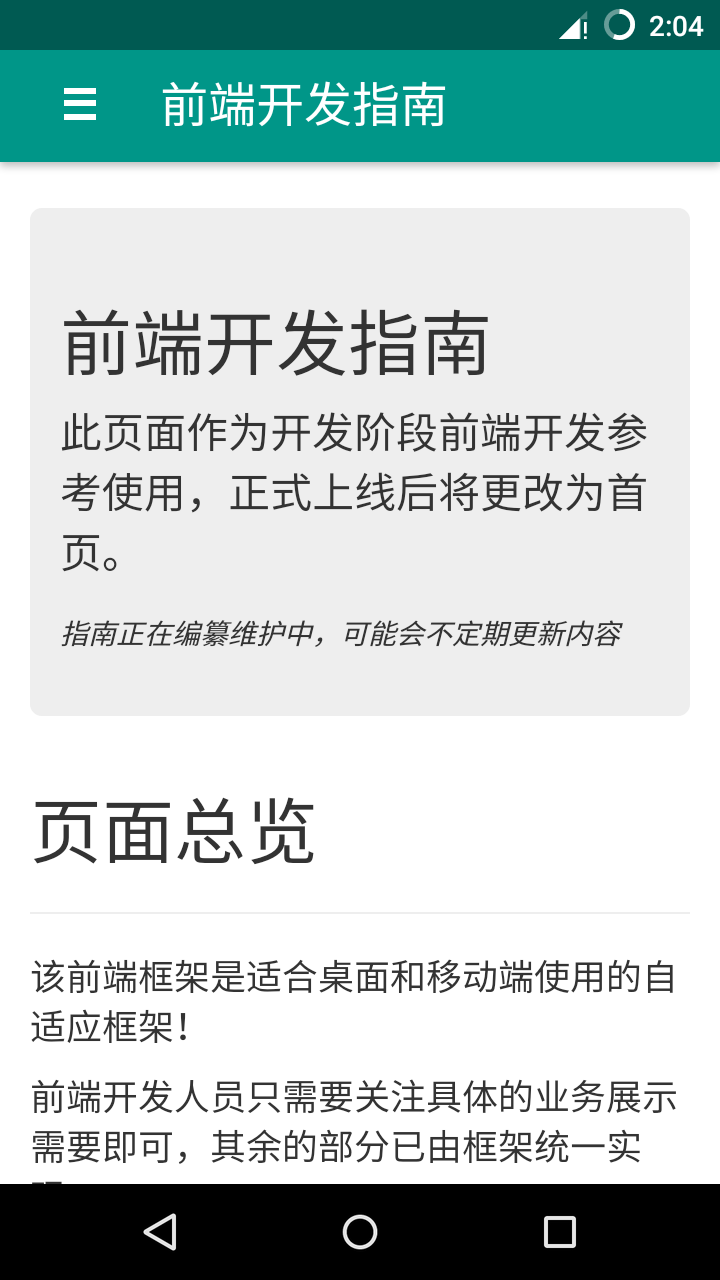 2:04
前端开发指南
前端开发指南
此页面作为开发阶段前端开发参
考使用，正式上线后将更改为首
页。
指南正在编纂维护中，可能会不定期更新内容
页面总览
该前端框架是适合桌面和移动端使用的自
适应框架！
前端开发人员只需要关注具体的业务展示
需要即可，其余的部分已由框架统一实